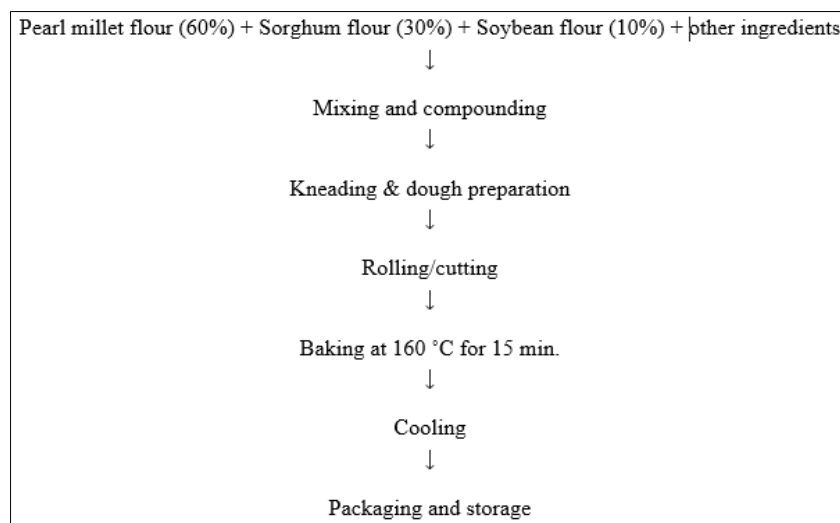 Pearl millet flour (60%) + Sorghum flour (30%) + Soybean flour (10%) + other ingredients
↓
Mixing and compounding
↓
Kneading & dough preparation
↓
Rolling/cutting
↓
Baking at 160 °C for 15 min.
↓
Cooling
↓
Packaging and storage